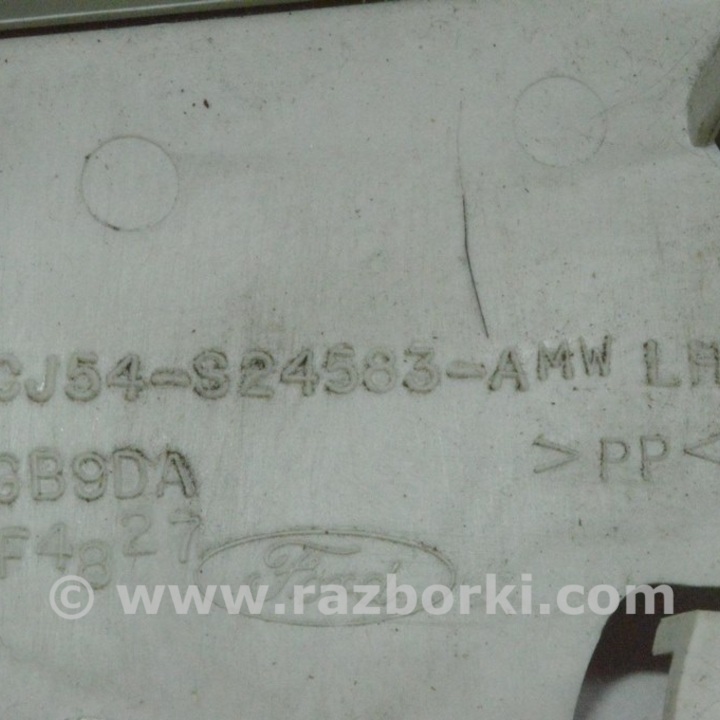 CJ54-S24583-AMW LH
>PP<
GB9DA
F4827
Ford
© www.razborki.com